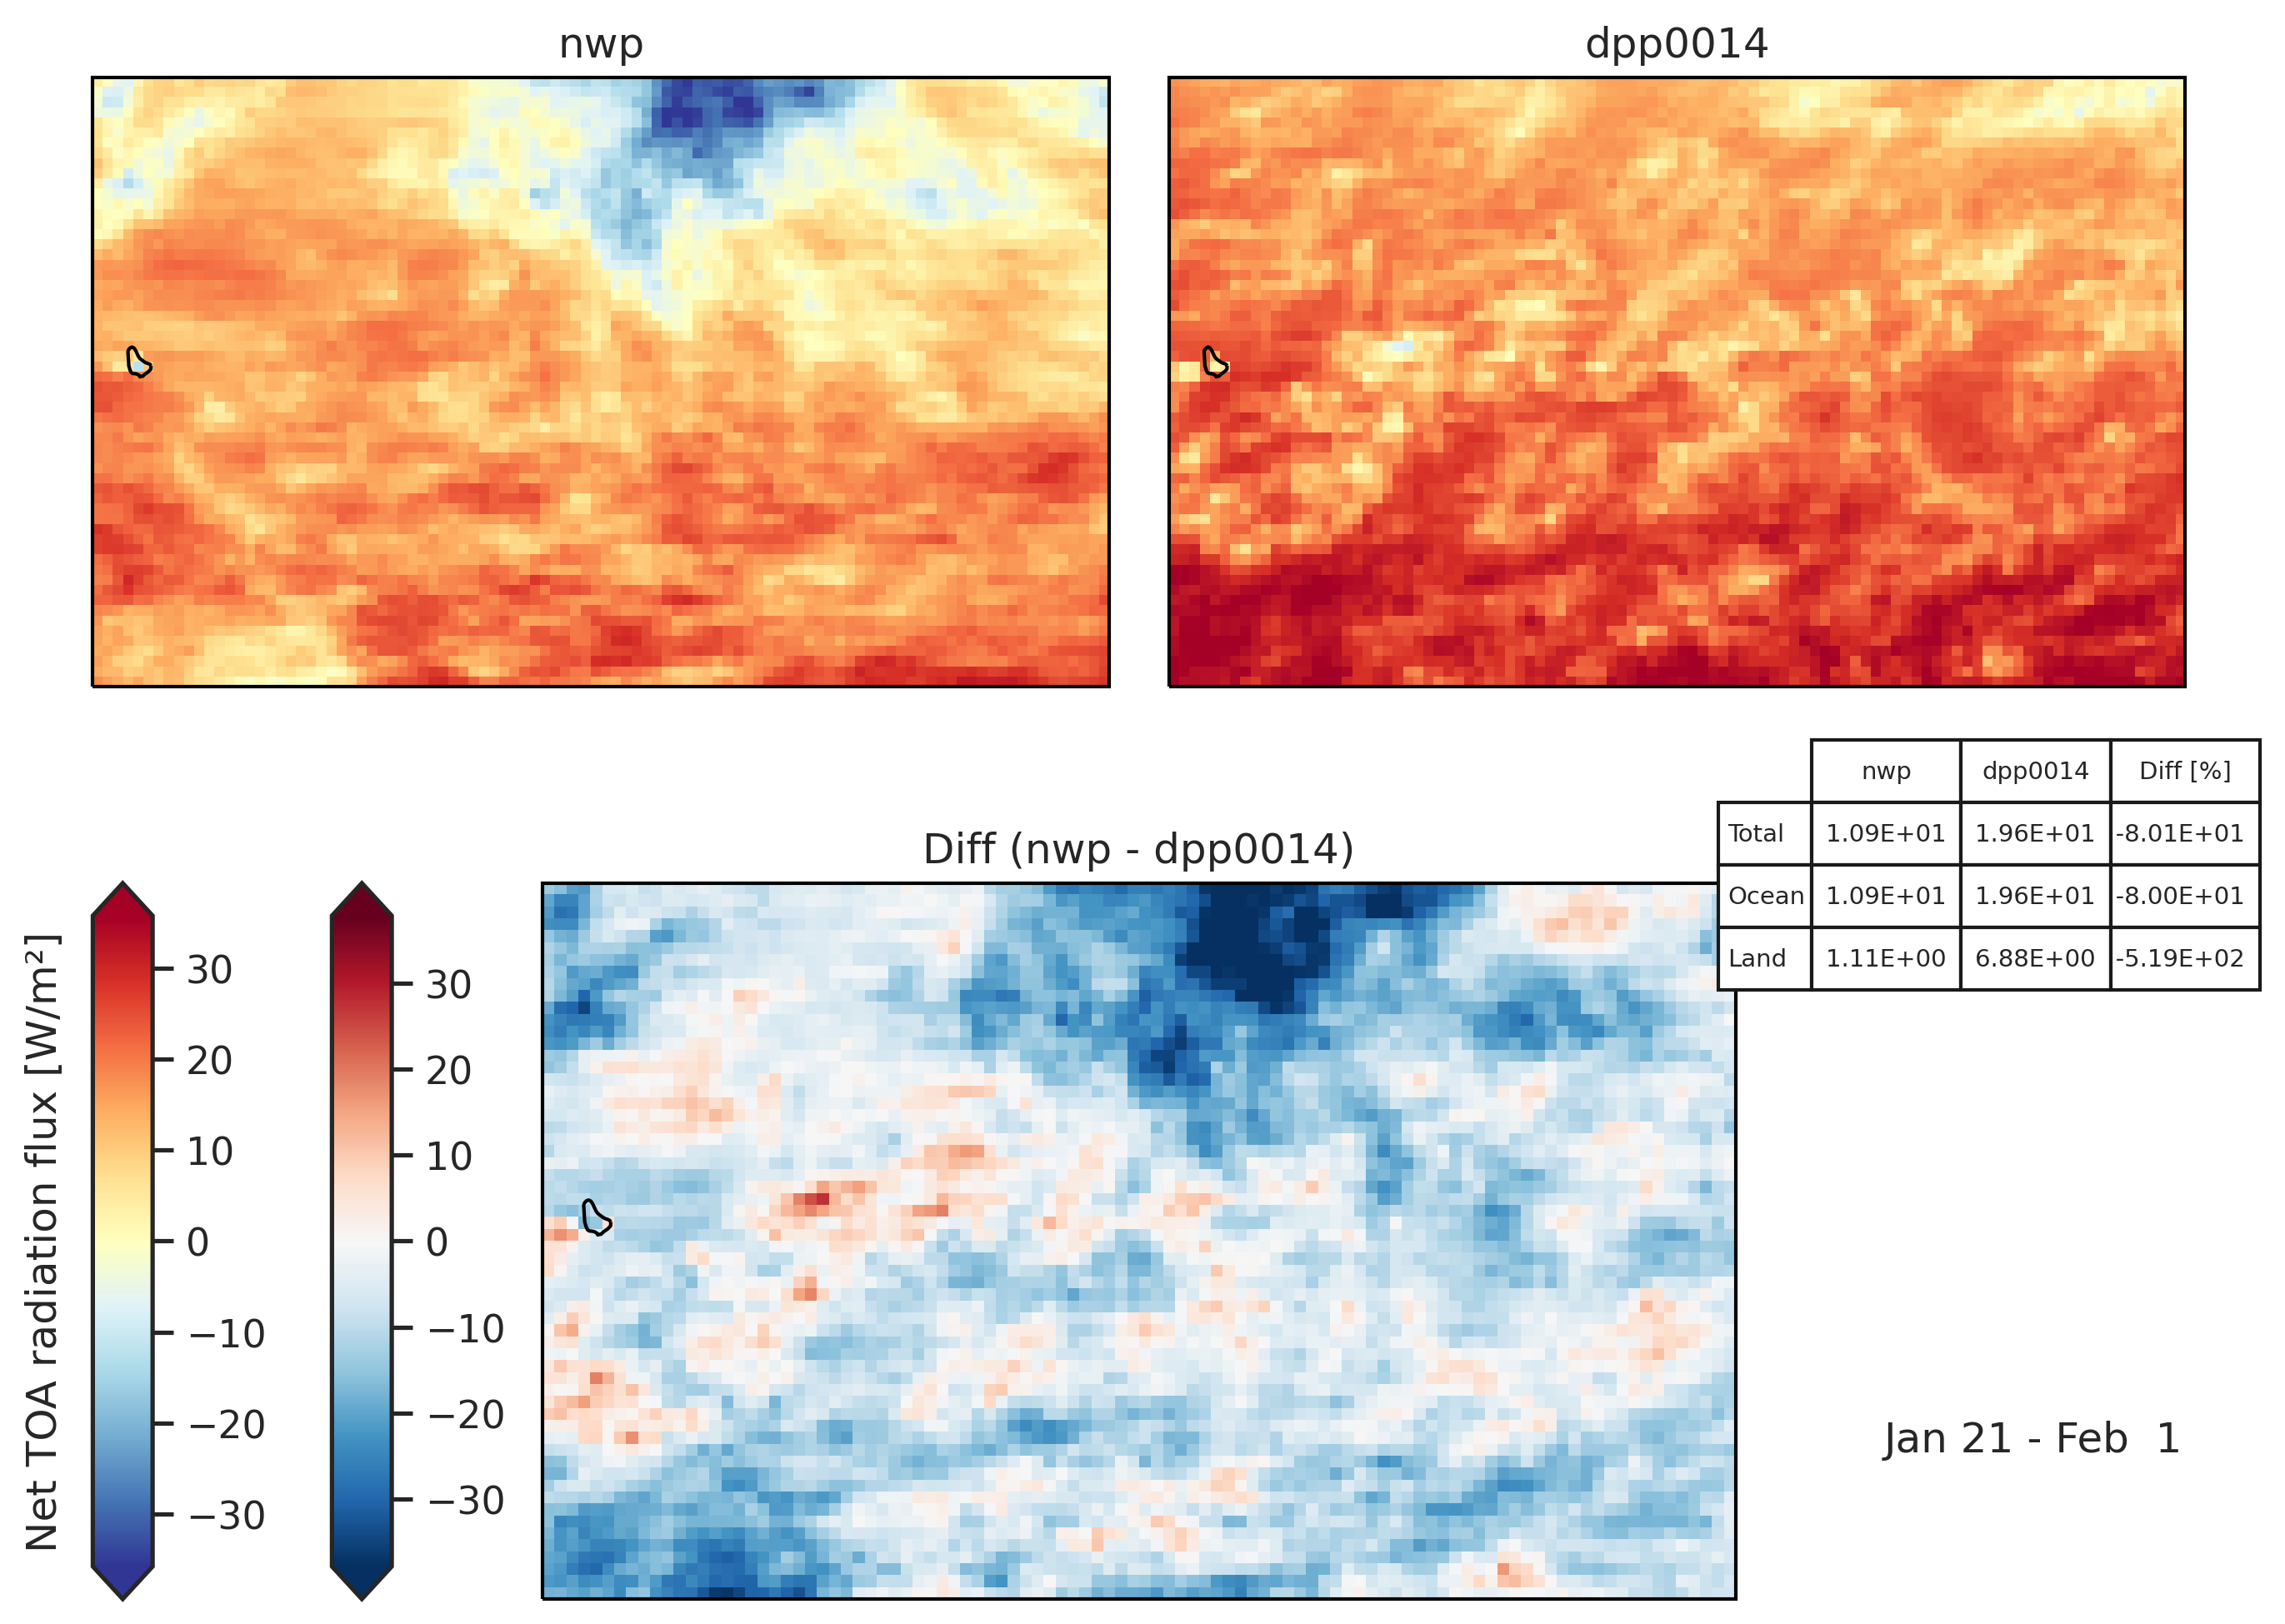 nwp
dpp0014
nwp dpp0014 Diff [%]
Total 1.09E+01 1.96E+01 -8.01E+01
Ocean 1.09E+01 1.96E+01 -8.00E+01
Land 1.11E+00 6.88E+00 -5.19E+02
Diff (nwp - dpp0014)
Net TOA radiation flux [W/m²]
30
20
10
0
−10
−20
−30
30
20
10
0
−10
−20
−30
Jan 21 - Feb  1